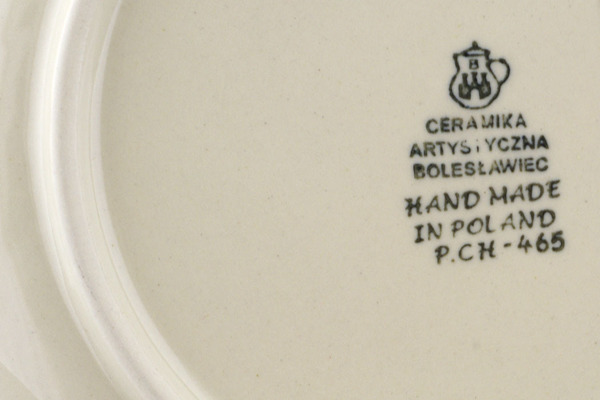 B
CERAMIKA
ARTYSTYCZNA
BOLESŁAWIEC
HAND MADE
IN POLAND
P.CH-465